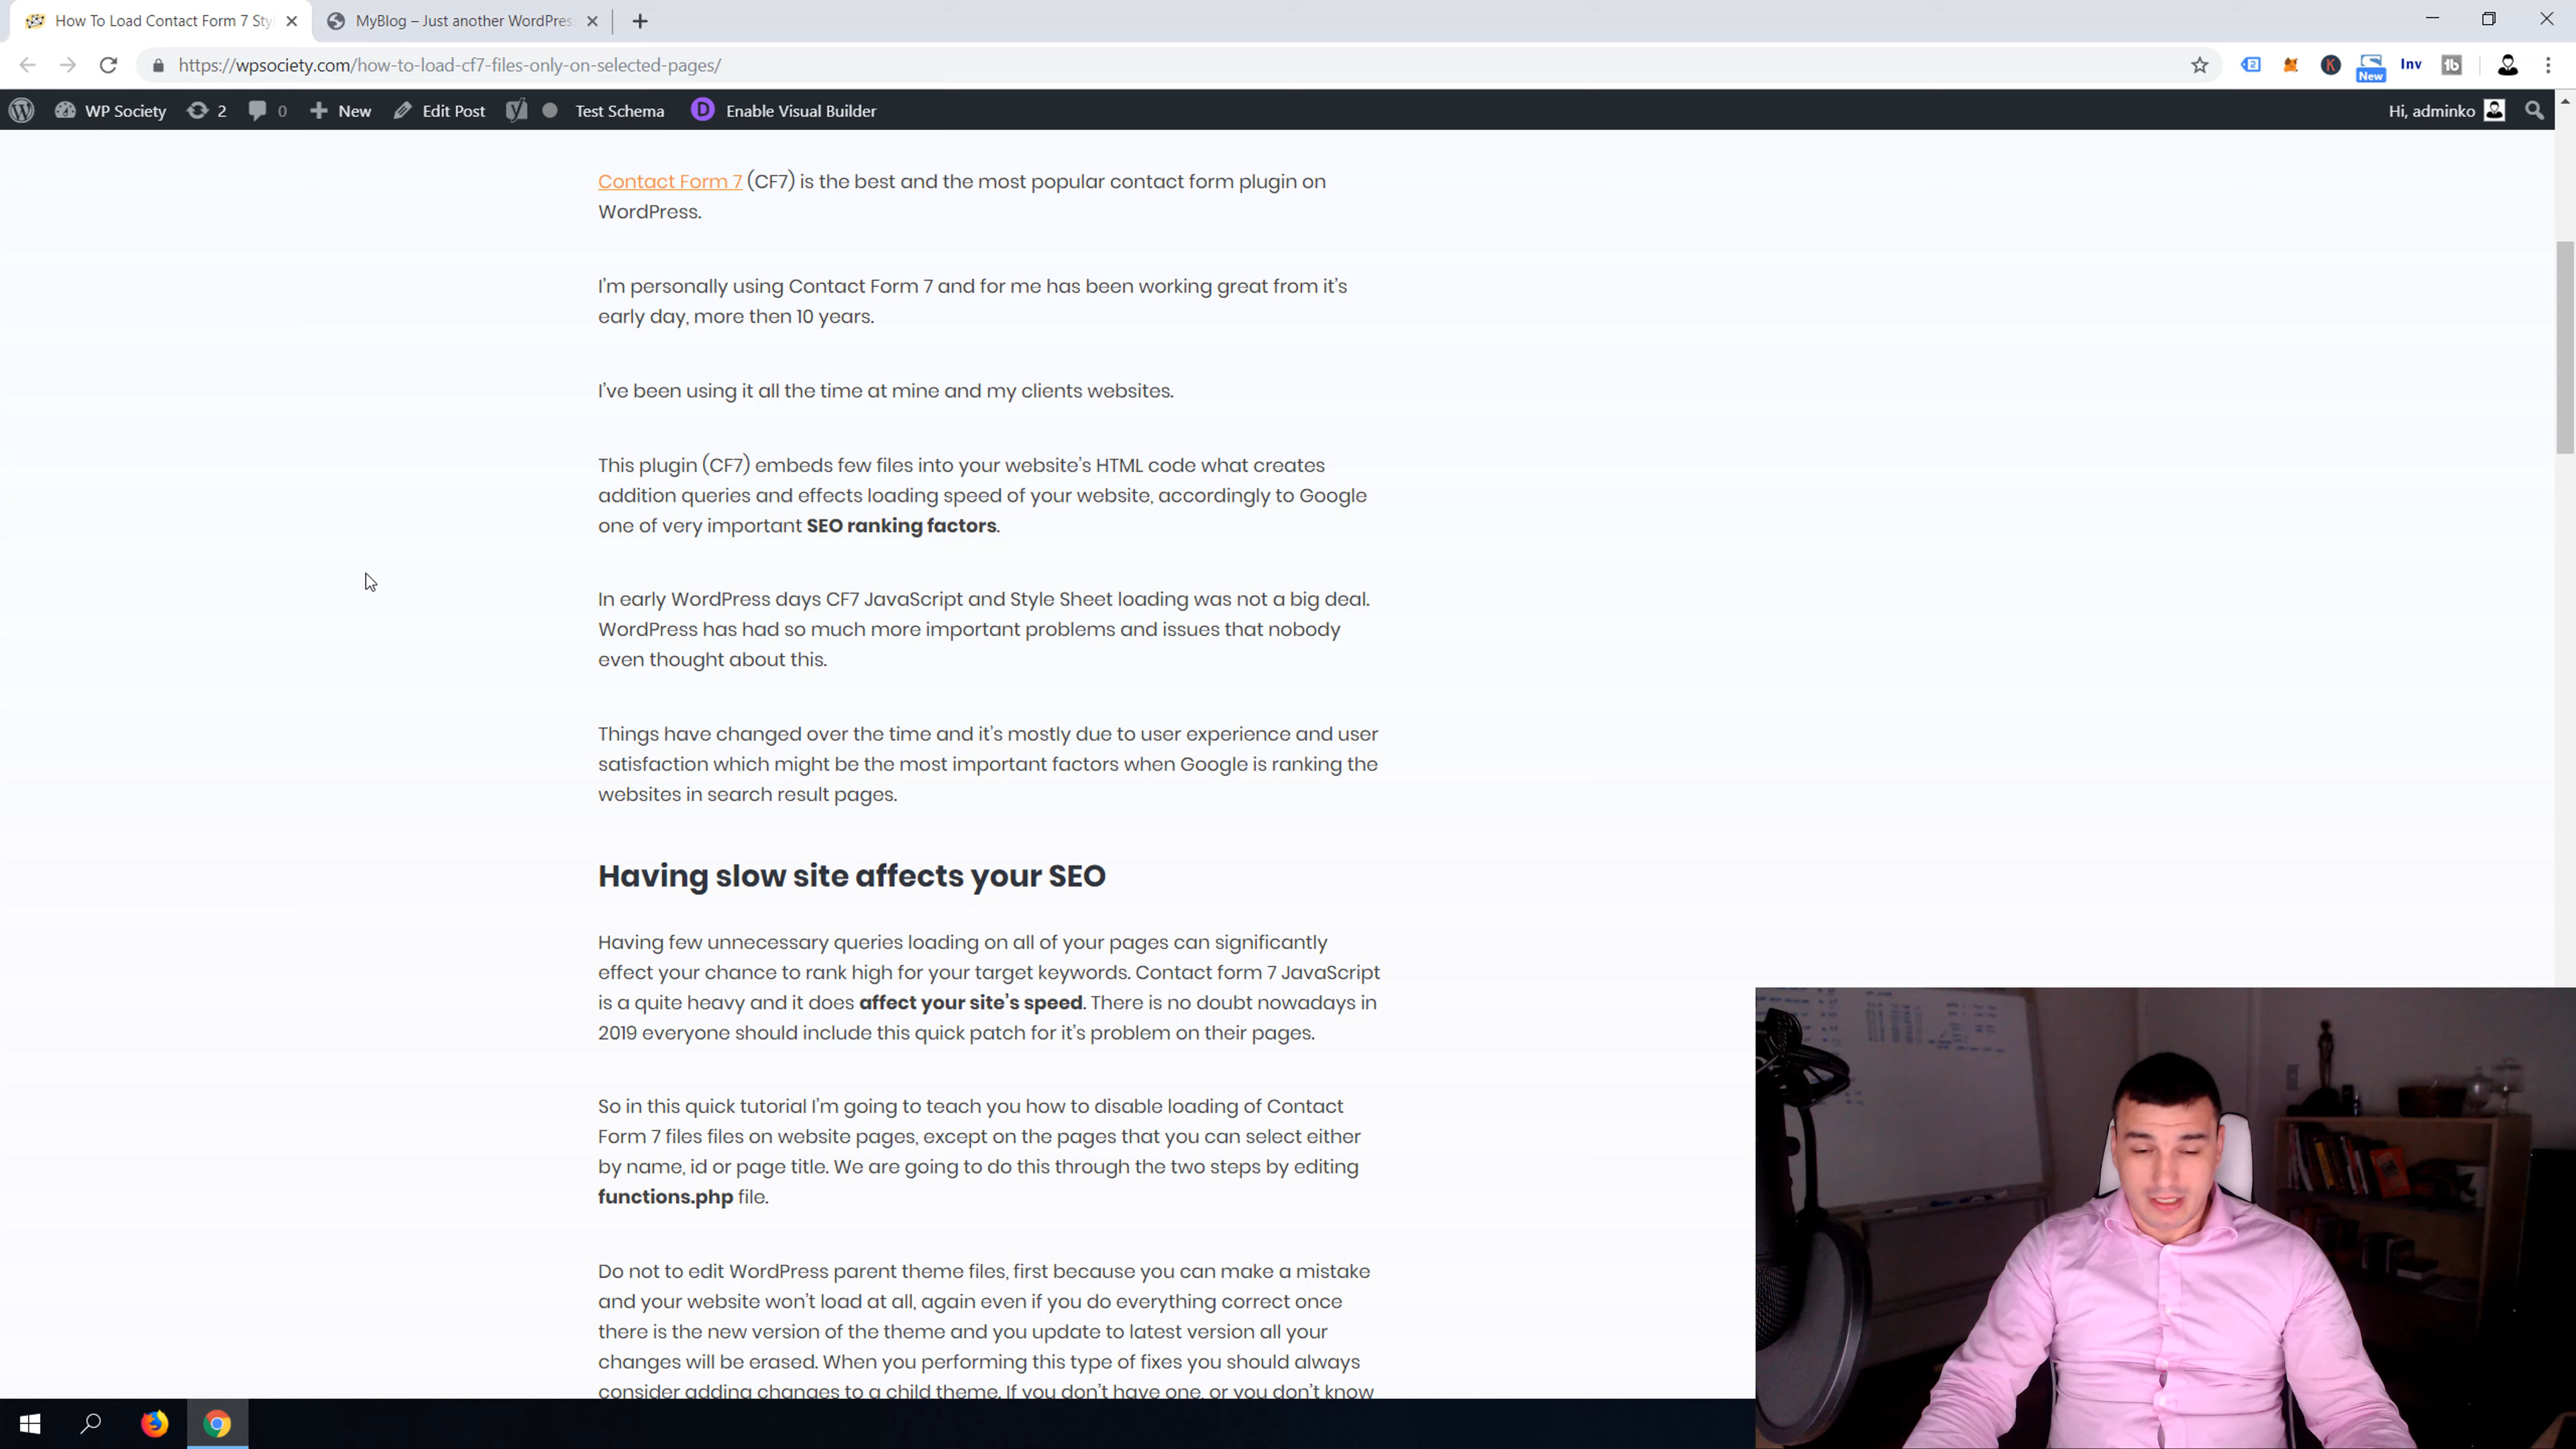 How To Load Contact Form 7 Sty
MyBlog – Just another WordPress
https://wpsociety.com/how-to-load-cf7-files-only-on-selected-pages/
New
Inv
WP Society
2
0
New
Edit Post
Test Schema
D
Enable Visual Builder
Hi, adminko
Contact Form 7 (CF7) is the best and the most popular contact form plugin on
WordPress.
I'm personally using Contact Form 7 and for me has been working great from it's
early day, more then 10 years.
I've been using it all the time at mine and my clients websites.
This plugin (CF7) embeds few files into your website's HTML code what creates
addition queries and effects loading speed of your website, accordingly to Google
one of very important SEO ranking factors.
In early WordPress days CF7 JavaScript and Style Sheet loading was not a big deal.
WordPress has had so much more important problems and issues that nobody
even thought about this.
Things have changed over the time and it's mostly due to user experience and user
satisfaction which might be the most important factors when Google is ranking the
websites in search result pages.
Having slow site affects your SEO
Having few unnecessary queries loading on all of your pages can significantly
effect your chance to rank high for your target keywords. Contact form 7 JavaScript
is a quite heavy and it does affect your site's speed. There is no doubt nowadays in
2019 everyone should include this quick patch for it's problem on their pages.
So in this quick tutorial I'm going to teach you how to disable loading of Contact
Form 7 files files on website pages, except on the pages that you can select either
by name, id or page title. We are going to do this through the two steps by editing
functions.php file.
Do not to edit WordPress parent theme files, first because you can make a mistake
and your website won't load at all, again even if you do everything correct once
there is the new version of the theme and you update to latest version all your
changes will be erased. When you performing this type of fixes you should always
consider adding changes to a child theme. If you don't have one, or you don't know